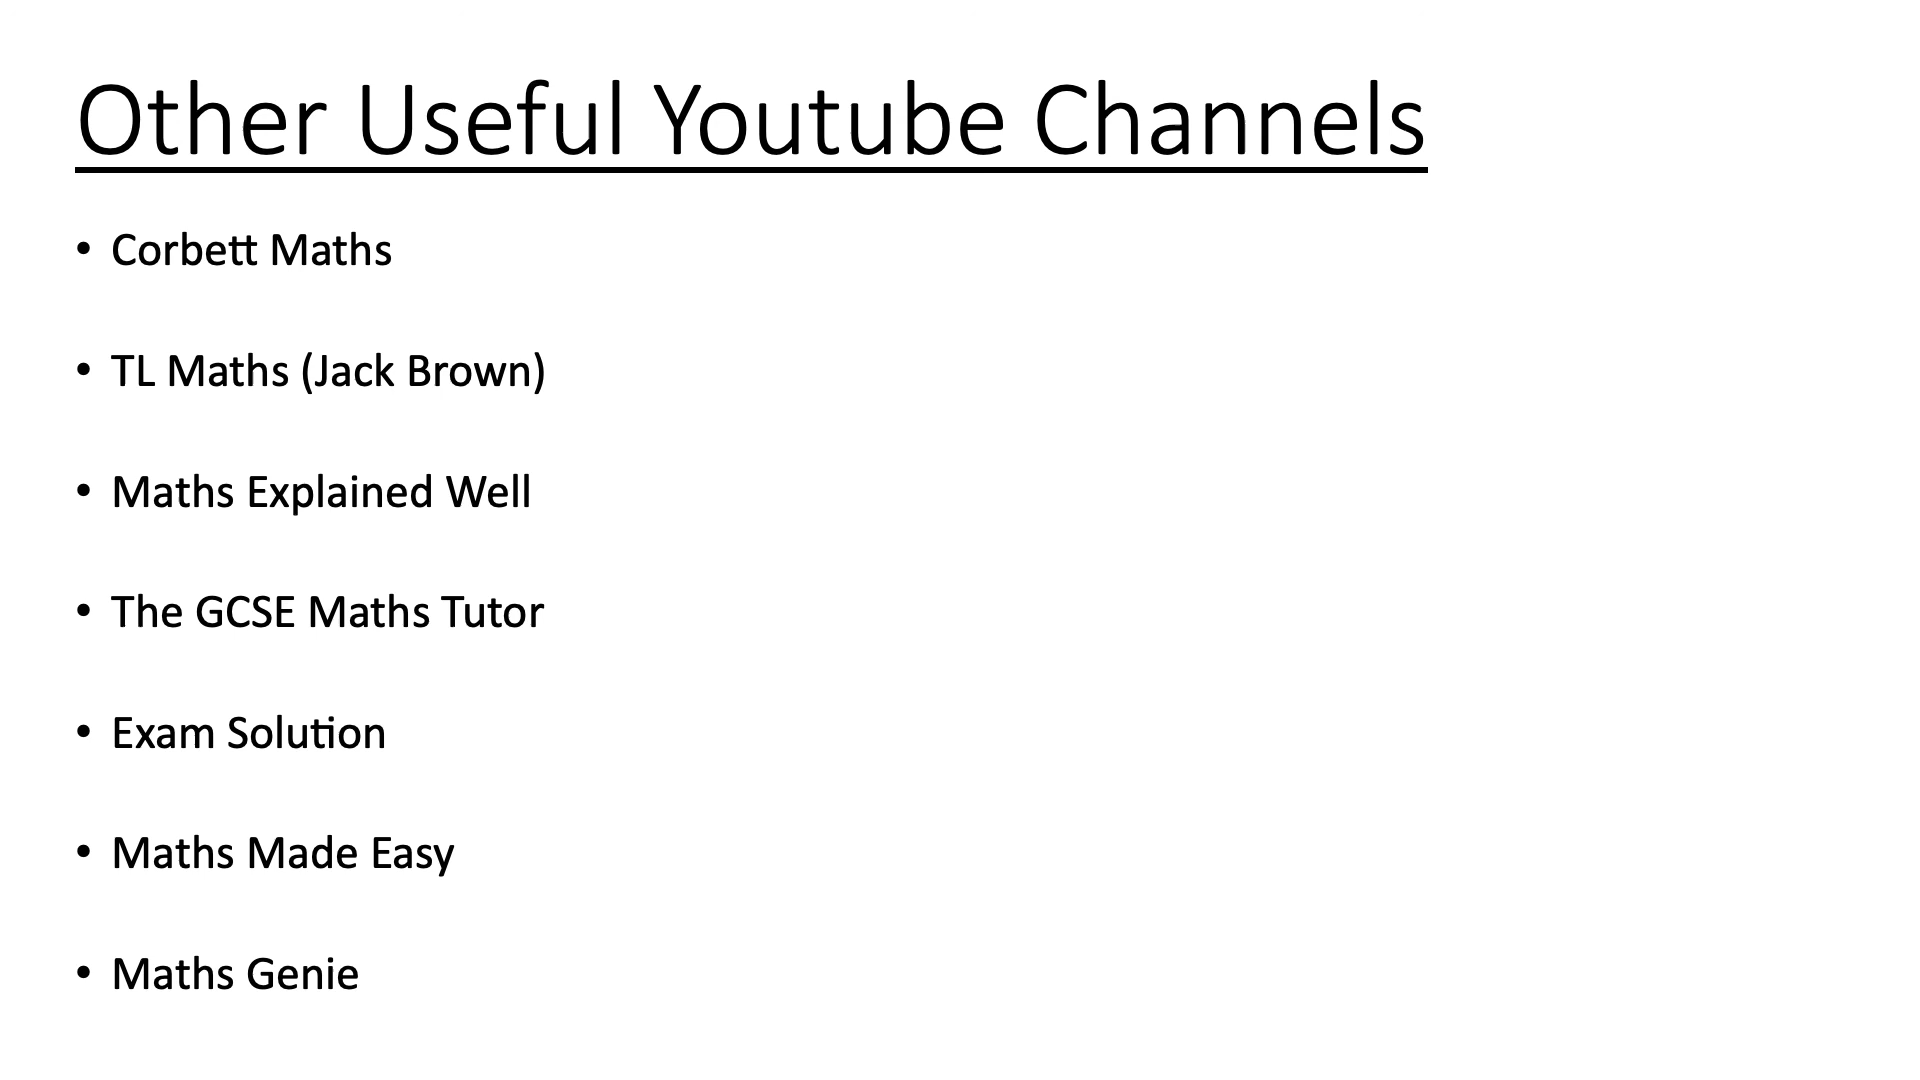 Other Useful Youtube Channels
• Corbett Maths
• TL Maths (Jack Brown)
• Maths Explained Well
• The GCSE Maths Tutor
• Exam Solution
• Maths Made Easy
• Maths Genie